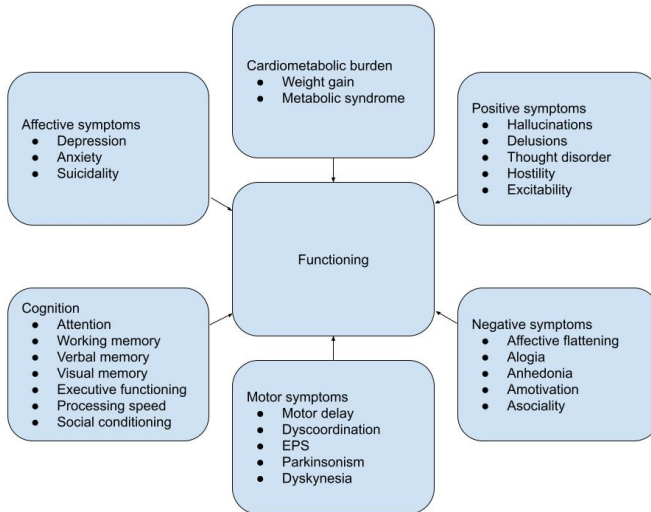 Cardiometabolic burden
● Weight gain
● Metabolic syndrome
Affective symptoms
● Depression
● Anxiety
● Suicidality
Positive symptoms
● Hallucinations
● Delusions
● Thought disorder
● Hostility
● Excitability
Functioning
Cognition
● Attention
● Working memory
● Verbal memory
● Visual memory
● Executive functioning
● Processing speed
● Social conditioning
Motor symptoms
● Motor delay
● Dyscoordination
● EPS
● Parkinsonism
● Dyskynesia
Negative symptoms
● Affective flattening
● Alogia
● Anhedonia
● Amotivation
● Asociality